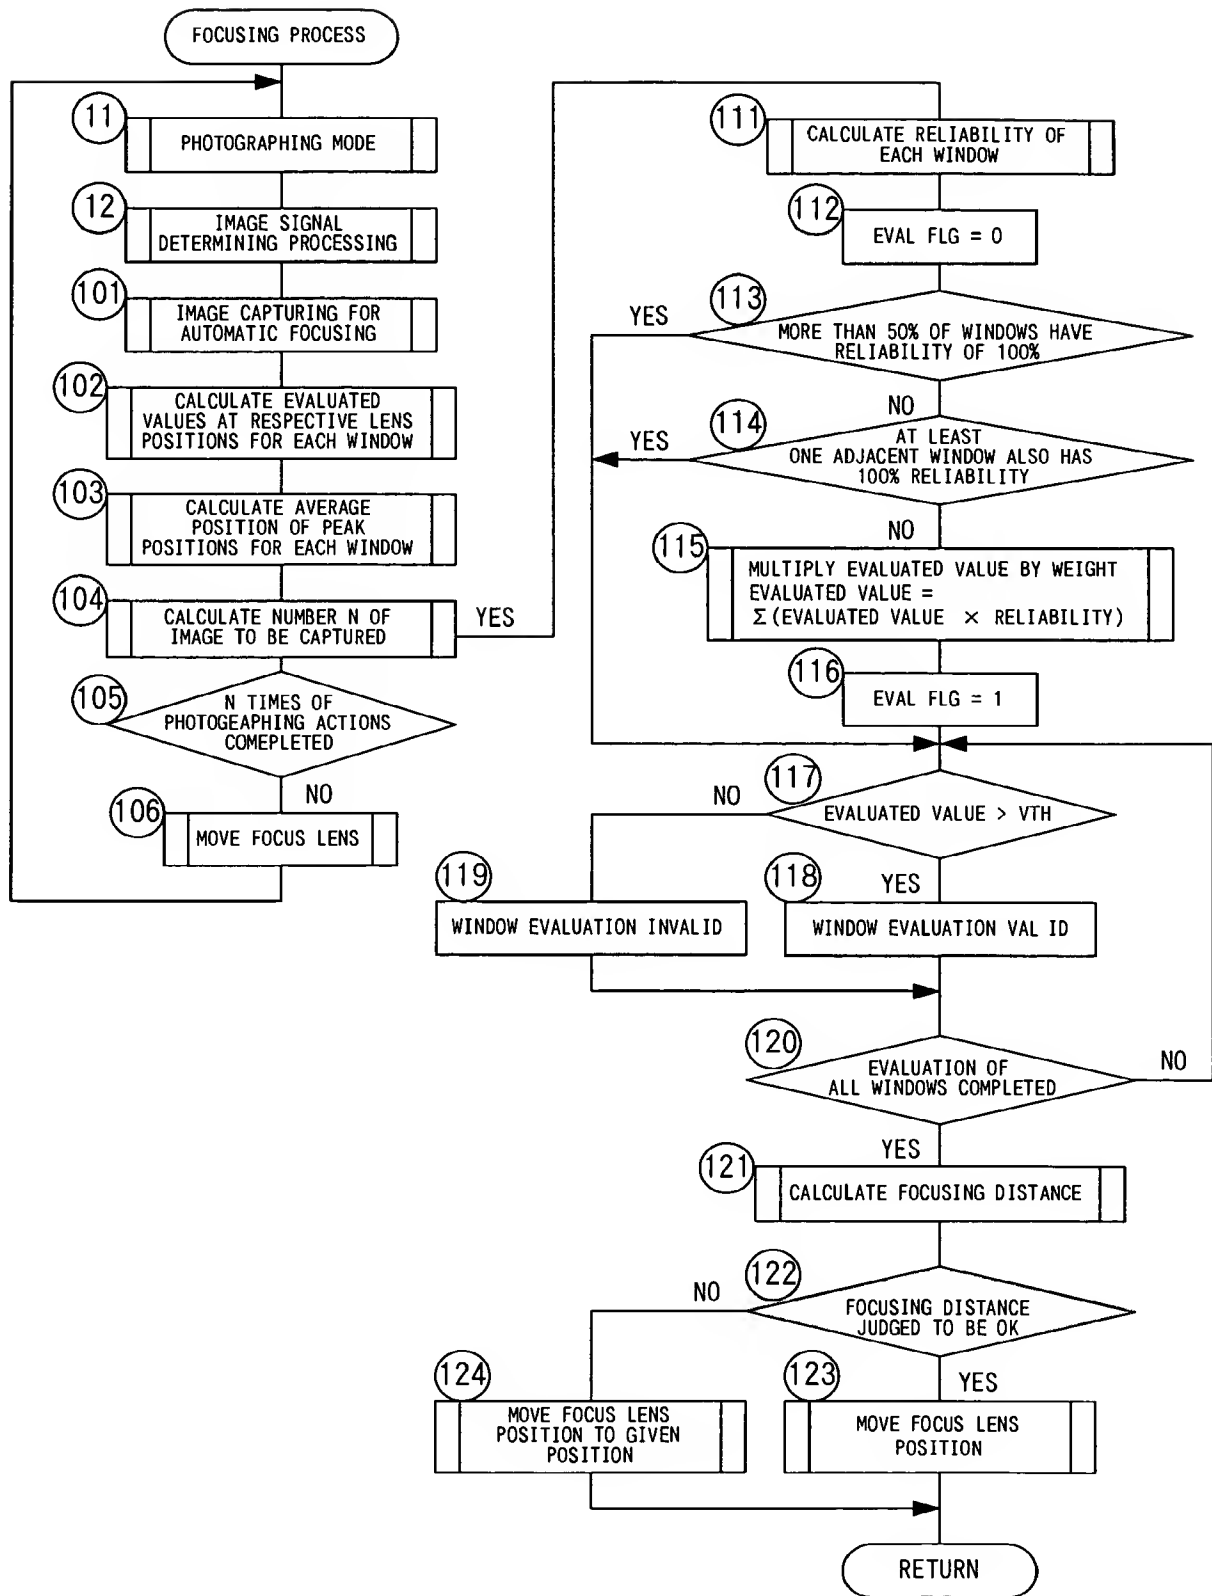 FOCUSING PROCESS
11
PHOTOGRAPHING MODE
12
IMAGE SIGNAL
DETERMINING PROCESSING
101
IMAGE CAPTURING FOR
AUTOMATIC FOCUSING
102
CALCULATE EVALUATED
VALUES AT RESPECTIVE LENS
POSITIONS FOR EACH WINDOW
103
CALCULATE AVERAGE
POSITION OF PEAK
POSITIONS FOR EACH WINDOW
104
CALCULATE NUMBER N OF
IMAGE TO BE CAPTURED
YES
105
N TIMES OF
PHOTOGEAPHING ACTIONS
COMEPLETED
NO
106
MOVE FOCUS LENS
111
CALCULATE RELIABILITY OF
EACH WINDOW
112
EVAL FLG = 0
113
YES
MORE THAN 50% OF WINDOWS HAVE
RELIABILITY OF 100%
NO
114
YES
AT LEAST
ONE ADJACENT WINDOW ALSO HAS
100% RELIABILITY
NO
115
MULTIPLY EVALUATED VALUE BY WEIGHT
EVALUATED VALUE =
Σ(EVALUATED VALUE × RELIABILITY)
116
EVAL FLG = 1
117
NO
EVALUATED VALUE > VTH
YES
119
WINDOW EVALUATION INVALID
118
WINDOW EVALUATION VAL ID
120
EVALUATION OF
ALL WINDOWS COMPLETED
NO
YES
121
CALCULATE FOCUSING DISTANCE
122
NO
FOCUSING DISTANCE
JUDGED TO BE OK
YES
124
MOVE FOCUS LENS
POSITION TO GIVEN
POSITION
123
MOVE FOCUS LENS
POSITION
RETURN